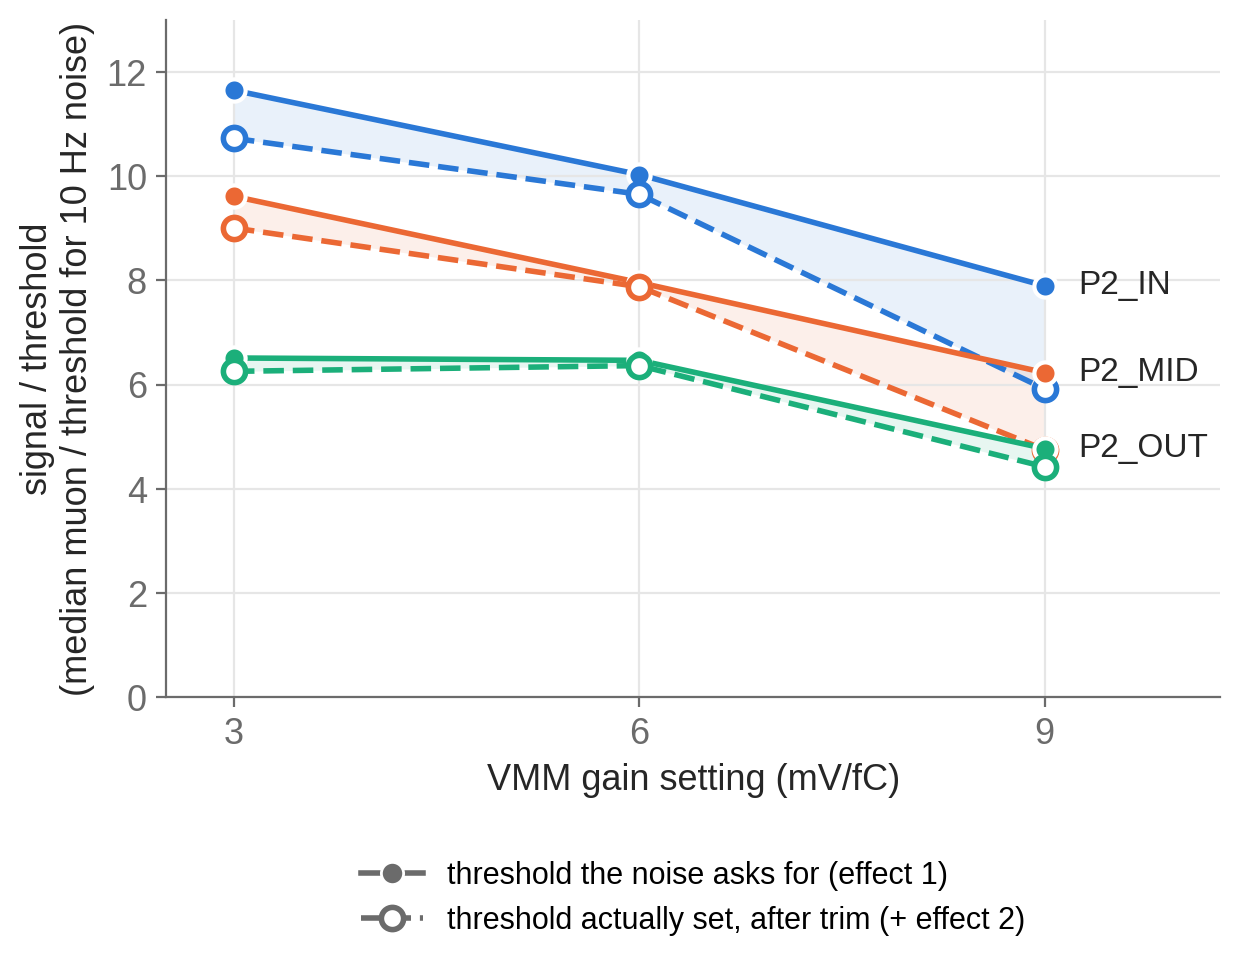 signal / threshold
(median muon / threshold for 10 Hz noise)
12
10
8
6
4
2
0
3
6
9
VMM gain setting (mV/fC)
P2_IN
P2_MID
P2_OUT
threshold the noise asks for (effect 1)
threshold actually set, after trim (+ effect 2)